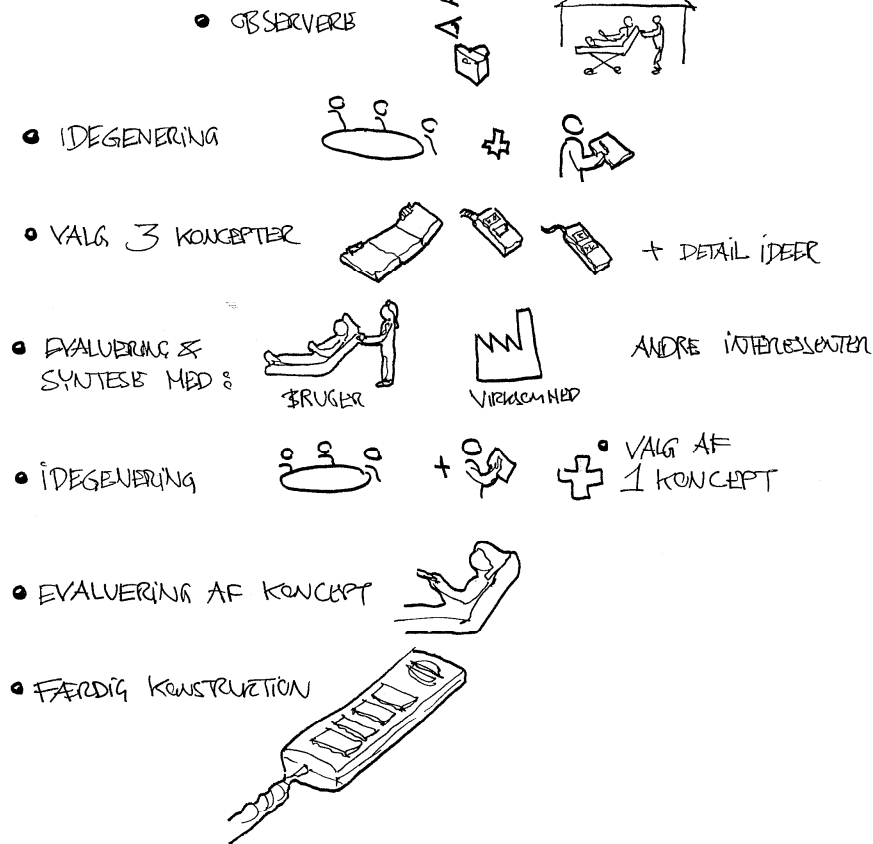 OBSERVERE
IDEGENERING
VALG 3 KONCEPTER
+ DETAIL IDEER
EVALUERING &
SYNTESE MED :
BRUGER
VIRKSOMHED
ANDRE INTERESSENTER
IDEGENERING
+
VALG AF
1 KONCEPT
EVALUERING AF KONCEPT
FÆRDIG KONSTRUKTION